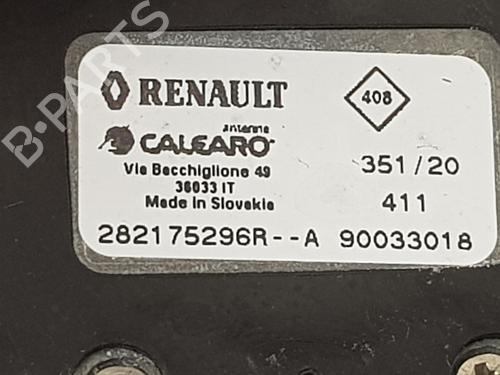 B-PARTS
RENAULT
408
antenne
CALEARO
Via Bacchiglione 49
36033 IT
Made in Slovakia
351/20
411
282175296R--A 90033018